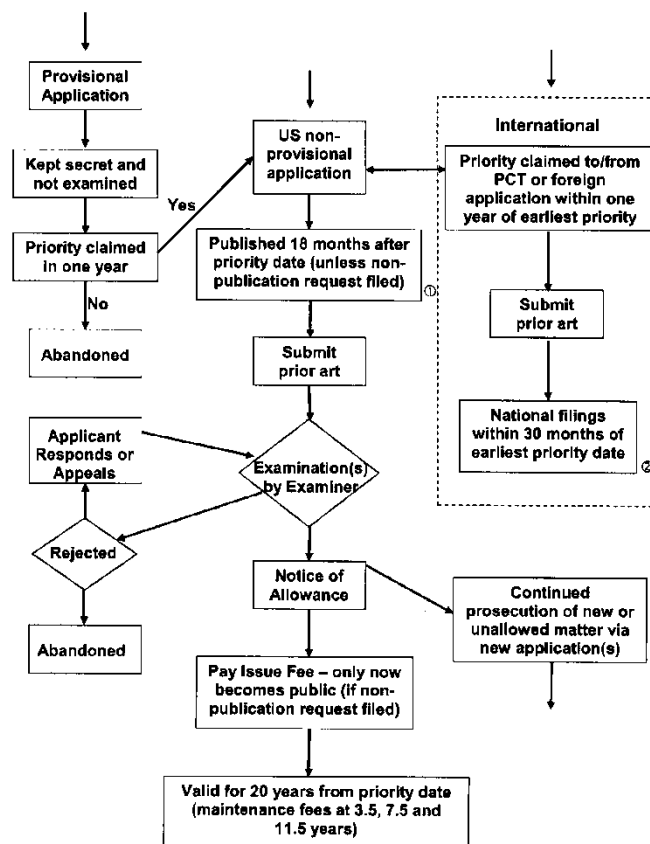 Provisional
Application
Kept secret and
not examined
Yes
Priority claimed
in one year
No
Abandoned
US non-
provisional
application
Published 18 months after
priority date (unless non-
publication request filed)
①
Submit
prior art
International
Priority claimed to/from
PCT or foreign
application within one
year of earliest priority
Submit
prior art
National filings
within 30 months of
earliest priority date
②
Applicant
Responds or
Appeals
Examination(s)
by Examiner
Rejected
Abandoned
Notice of
Allowance
Continued
prosecution of new or
unallowed matter via
new application(s)
Pay Issue Fee – only now
becomes public (if non-
publication request filed)
Valid for 20 years from priority date
(maintenance fees at 3.5, 7.5 and
11.5 years)